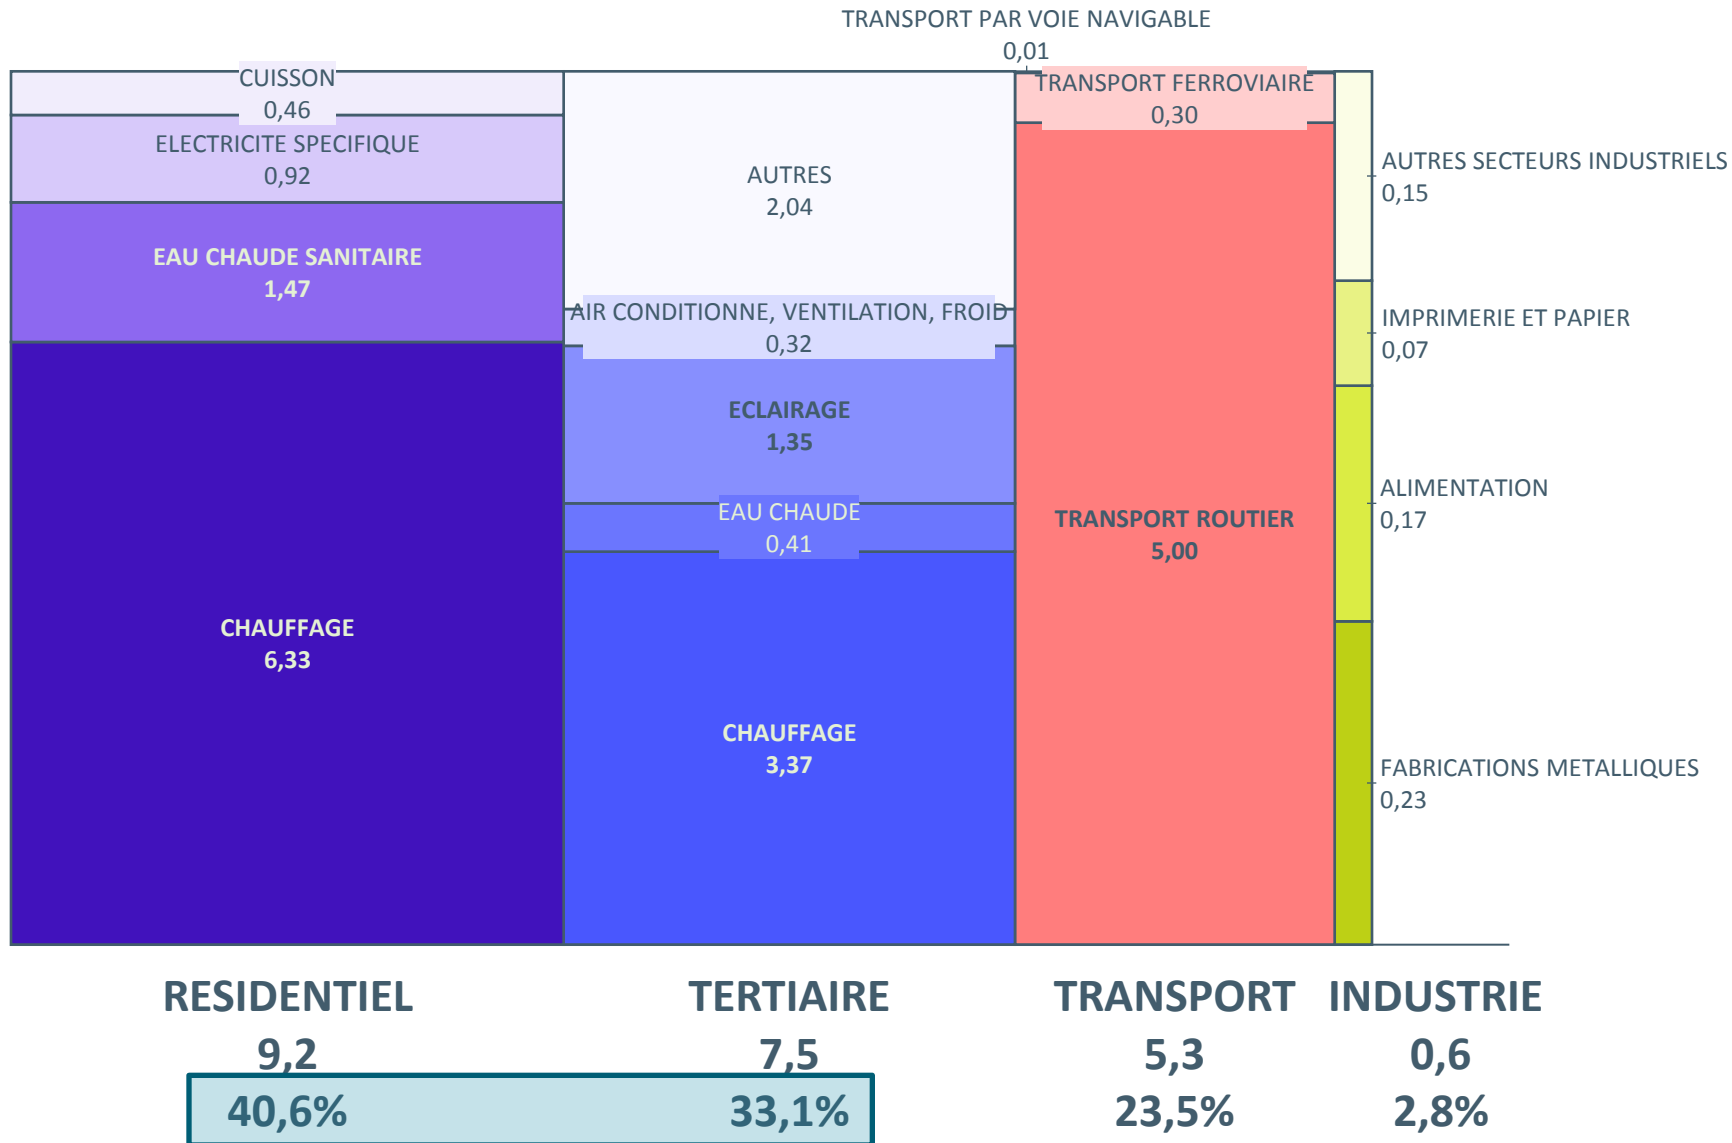 TRANSPORT PAR VOIE NAVIGABLE
0,01
CUISSON
0,46
ELECTRICITE SPECIFIQUE
0,92
EAU CHAUDE SANITAIRE
1,47
CHAUFFAGE
6,33
AUTRES
2,04
AIR CONDITIONNE, VENTILATION, FROID
0,32
ECLAIRAGE
1,35
EAU CHAUDE
0,41
CHAUFFAGE
3,37
TRANSPORT FERROVIAIRE
0,30
TRANSPORT ROUTIER
5,00
AUTRES SECTEURS INDUSTRIELS
0,15
IMPRIMERIE ET PAPIER
0,07
ALIMENTATION
0,17
FABRICATIONS METALLIQUES
0,23
RESIDENTIEL TERTIAIRE TRANSPORT INDUSTRIE
9,2 7,5 5,3 0,6
40,6% 33,1% 23,5% 2,8%